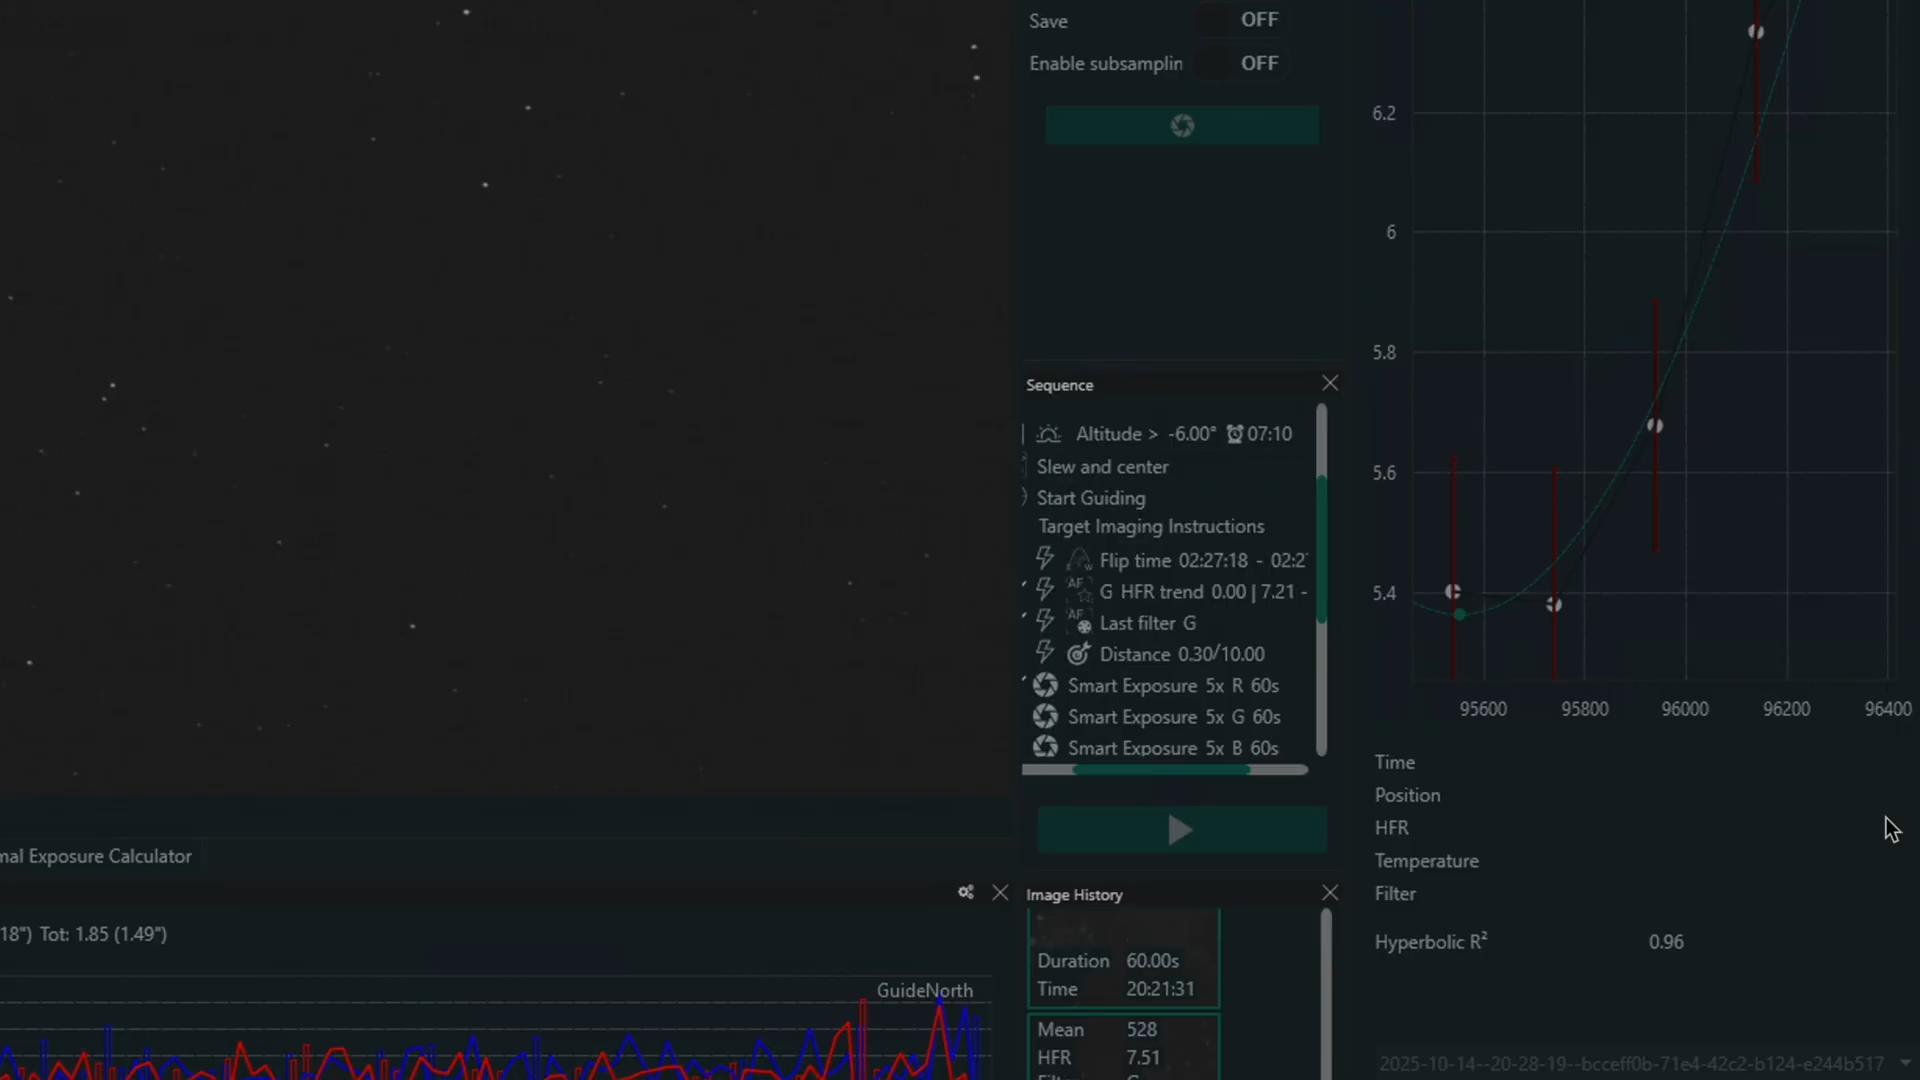 Save OFF
Enable subsamplin OFF
Sequence
Altitude > -6.00° 07:10
Slew and center
Start Guiding
Target Imaging Instructions
Flip time 02:27:18 - 02:2
AF G HFR trend 0.00 | 7.21 -
AF Last filter G
Distance 0.30/10.00
Smart Exposure 5x R 60s
Smart Exposure 5x G 60s
Smart Exposure 5x B 60s
6.2
6
5.8
5.6
5.4
95600 95800 96000 96200 96400
Time
Position
HFR
Temperature
Filter
Hyperbolic R² 0.96
2025-10-14--20-28-19--bcceff0b-71e4-42c2-b124-e244b517
mal Exposure Calculator
18") Tot: 1.85 (1.49")
GuideNorth
Image History
Duration 60.00s
Time 20:21:31
Mean 528
HFR 7.51